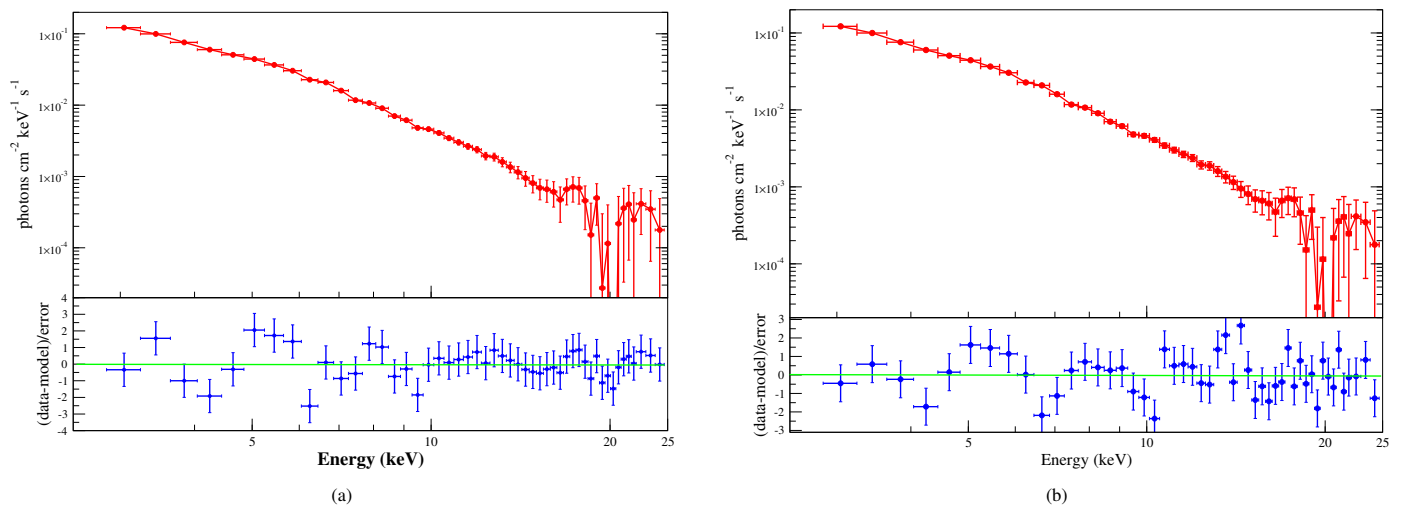 1×10⁻¹
1×10⁻²
1×10⁻³
1×10⁻⁴
photons cm⁻² keV⁻¹ s⁻¹
4
3
2
1
0
-1
-2
-3
-4
(data-model)/error
5 10 20 25
Energy (keV)
(a)
1×10⁻¹
1×10⁻²
1×10⁻³
1×10⁻⁴
photons cm⁻² keV⁻¹ s⁻¹
3
2
1
0
-1
-2
-3
(data-model)/error
5 10 20 25
Energy (keV)
(b)